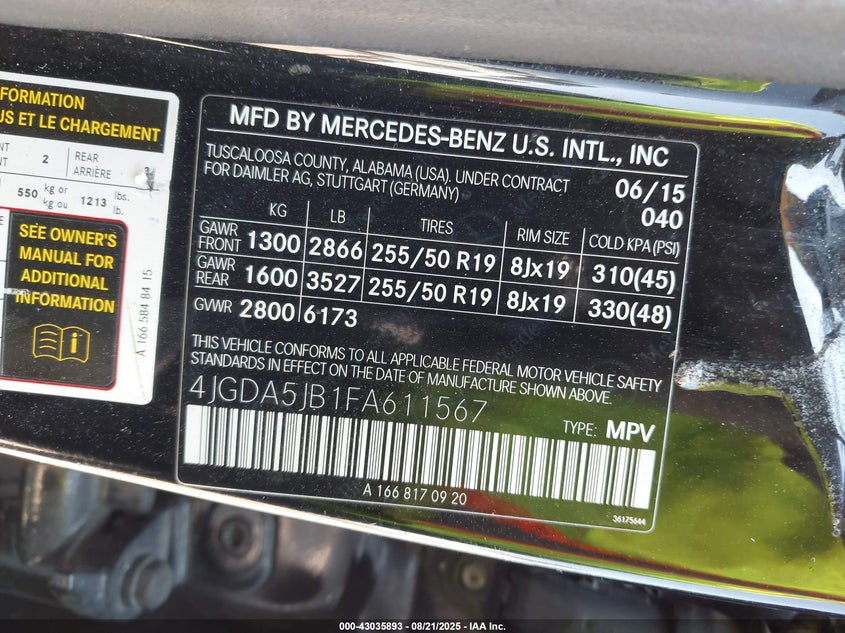 FORMATION
US ET LE CHARGEMENT
2
REAR
ARRIÈRE
3
550 kg or kg ou 1213 lbs. lb.
SEE OWNER'S
MANUAL FOR
ADDITIONAL
INFORMATION
A 166 584 84 15
MFD BY MERCEDES-BENZ U.S. INTL., INC
TUSCALOOSA COUNTY, ALABAMA (USA). UNDER CONTRACT
FOR DAIMLER AG, STUTTGART (GERMANY)
06/15
040
KG LB TIRES RIM SIZE COLD KPA (PSI)
GAWR FRONT 1300 2866 255/50 R19 8Jx19 310(45)
GAWR REAR 1600 3527 255/50 R19 8Jx19 330(48)
GVWR 2800 6173
THIS VEHICLE CONFORMS TO ALL APPLICABLE FEDERAL MOTOR VEHICLE SAFETY
STANDARDS IN EFFECT ON THE DATE OF MANUFACTURE SHOWN ABOVE.
4JGDA5JB1FA611567
TYPE: MPV
A 166 817 09 20
36175644
000-43035893 - 08/21/2025 - IAA Inc.